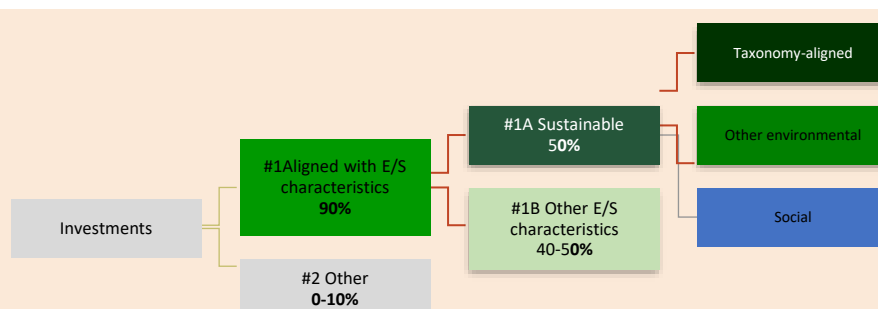 Investments
#1Aligned with E/S
characteristics
90%
#2 Other
0-10%
#1A Sustainable
50%
#1B Other E/S
characteristics
40-50%
Taxonomy-aligned
Other environmental
Social